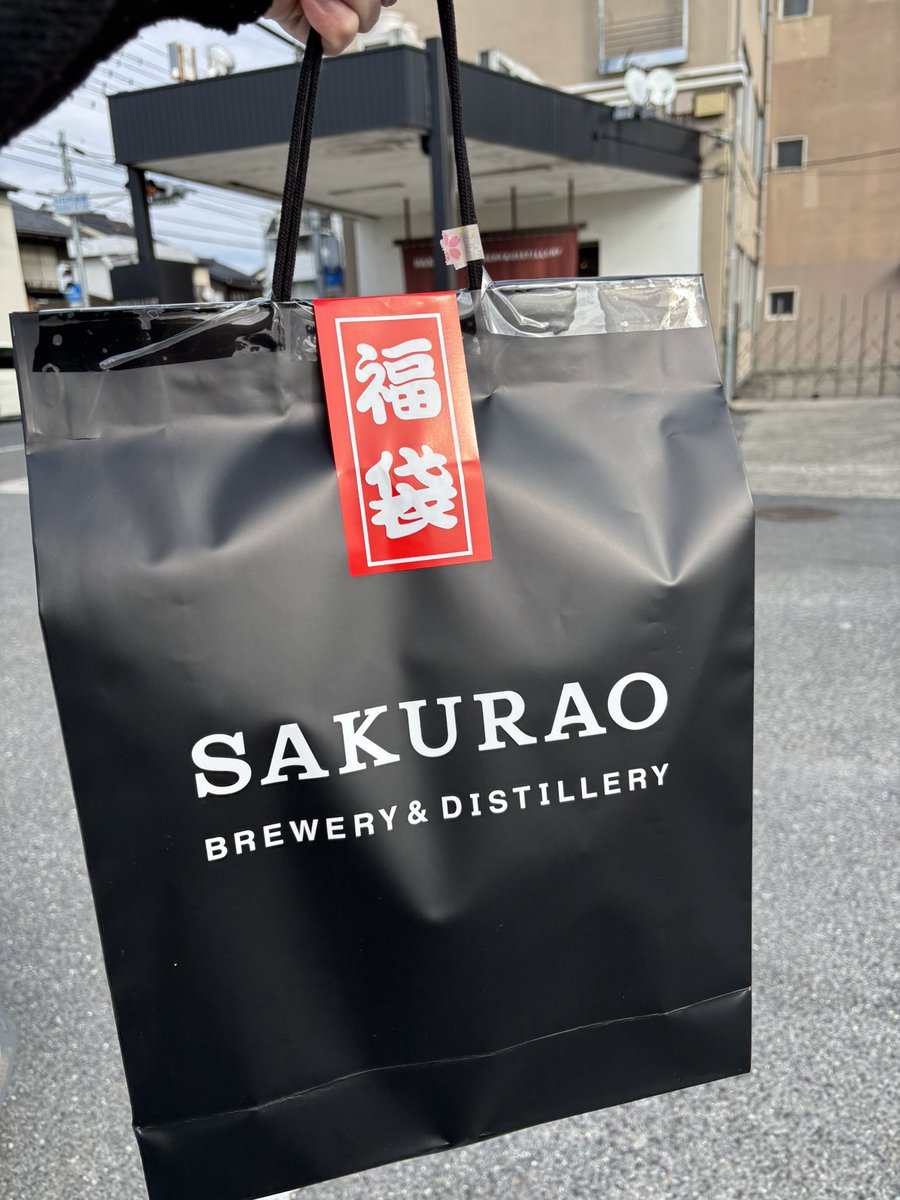 福袋
SAKURAO
BREWERY & DISTILLERY